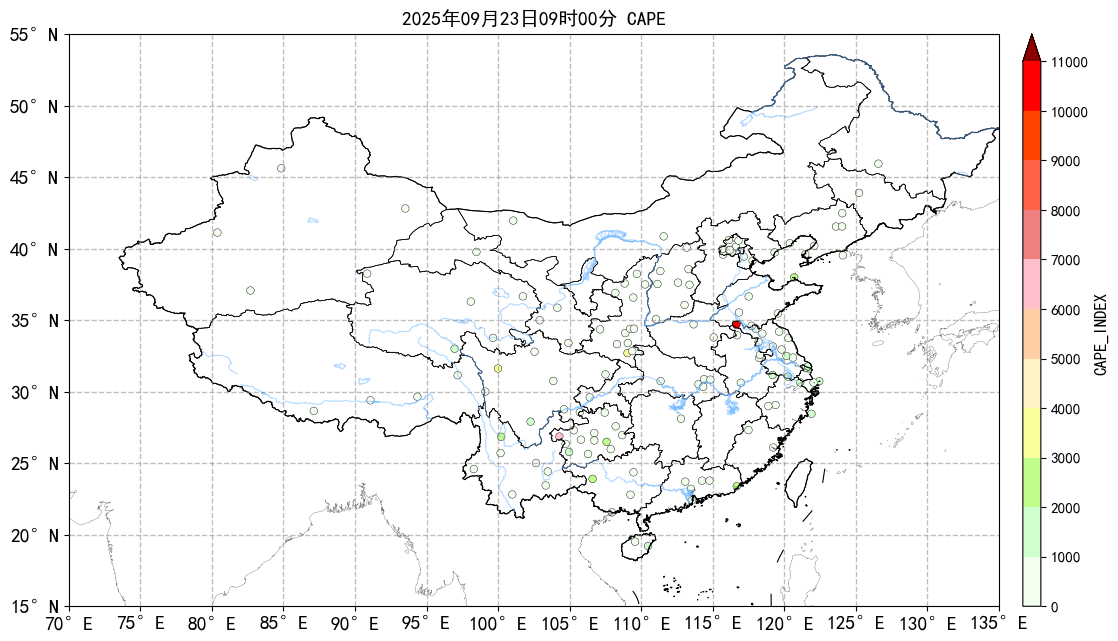 2025年09月23日09时00分 CAPE
55° N
50° N
45° N
40° N
35° N
30° N
25° N
20° N
15° N
70° E 75° E 80° E 85° E 90° E 95° E 100° E 105° E 110° E 115° E 120° E 125° E 130° E 135° E
11000
10000
9000
8000
7000
6000
5000
4000
3000
2000
1000
0
CAPE_INDEX